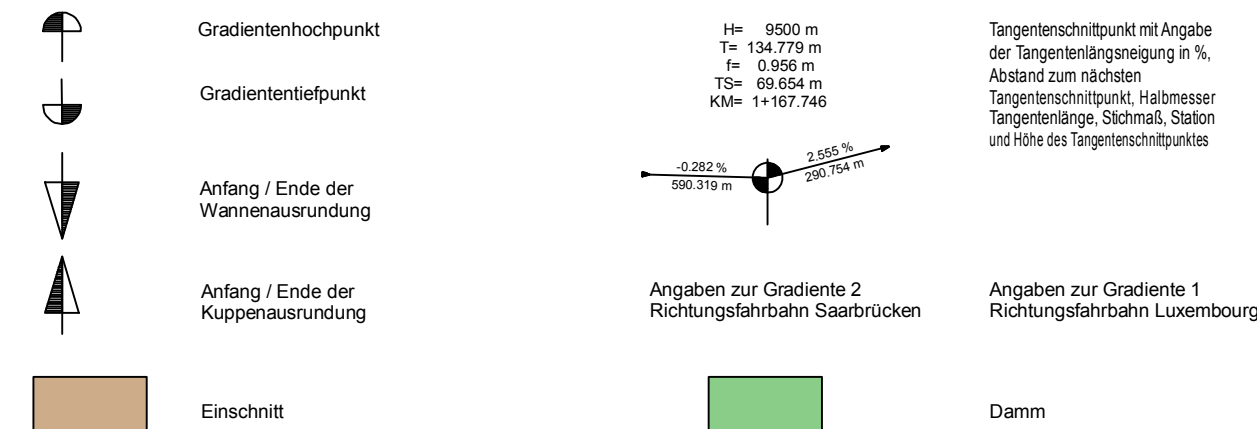 Gradientenhochpunkt
Gradiententiefpunkt
Anfang / Ende der
Wannenausrundung
Anfang / Ende der
Kuppenausrundung
Einschnitt
H= 9500 m
T= 134.779 m
f= 0.956 m
TS= 69.654 m
KM= 1+167.746
-0.282 %
590.319 m
2.555 %
290.754 m
Tangentenschnittpunkt mit Angabe
der Tangentenlängsneigung in %,
Abstand zum nächsten
Tangentenschnittpunkt, Halbmesser
Tangentenlänge, Stichmaß, Station
und Höhe des Tangentenschnittpunktes
Angaben zur Gradiente 2
Richtungsfahrbahn Saarbrücken
Angaben zur Gradiente 1
Richtungsfahrbahn Luxembourg
Damm